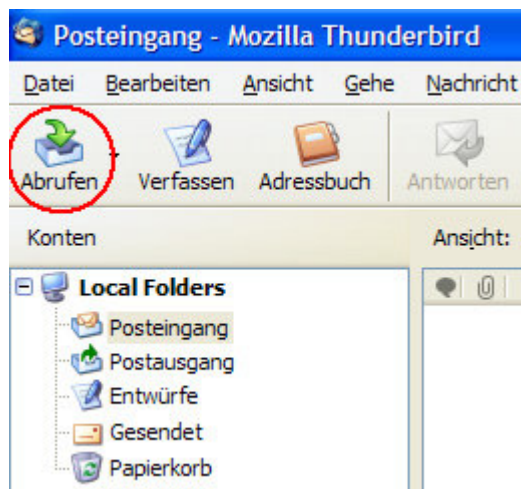 Posteingang - Mozilla Thunderbird
Datei Bearbeiten Ansicht Gehe Nachricht
Abrufen Verfassen Adressbuch Antworten
Konten Ansicht:
Local Folders
Posteingang
Postausgang
Entwürfe
Gesendet
Papierkorb